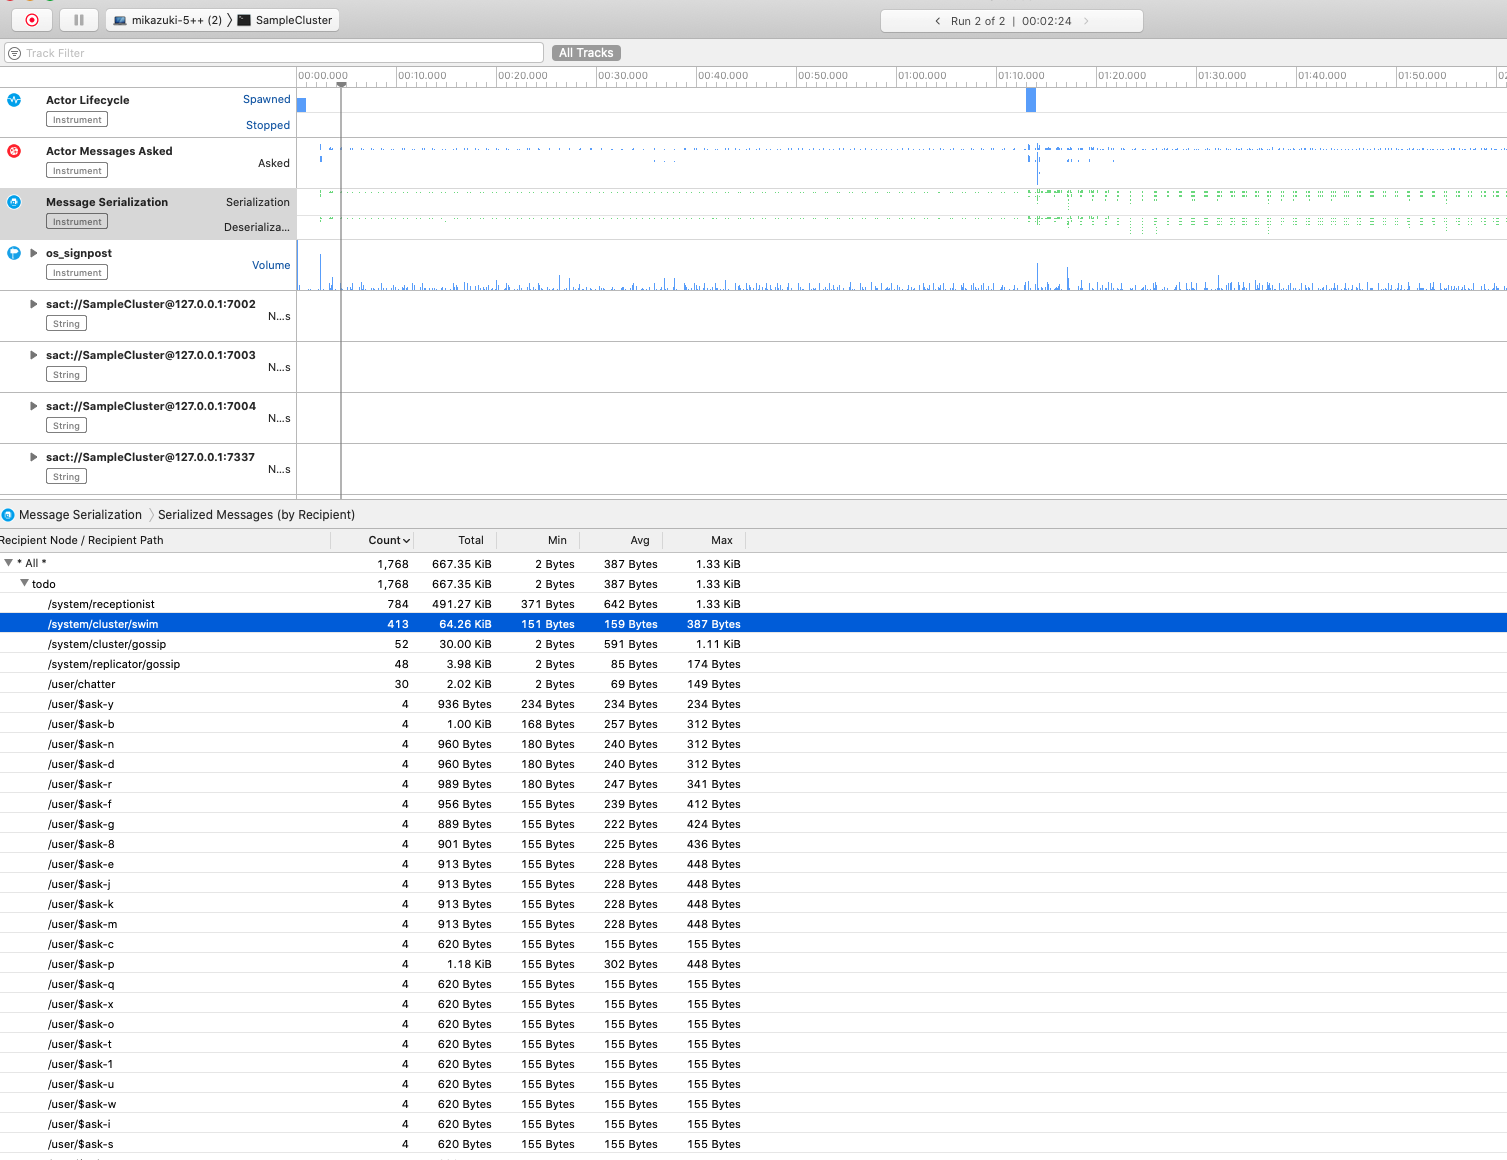 mikazuki-5++ (2) 〉 SampleCluster
‹ Run 2 of 2 | 00:02:24 ›
Track Filter All Tracks
00:00.000 00:10.000 00:20.000 00:30.000 00:40.000 00:50.000 01:00.000 01:10.000 01:20.000 01:30.000 01:40.000 01:50.000
Actor Lifecycle Spawned
Instrument
Stopped
Actor Messages Asked
Asked
Instrument
Message Serialization Serialization
Instrument
Deserializa...
os_signpost
Volume
Instrument
sact://SampleCluster@127.0.0.1:7002
N...s
String
sact://SampleCluster@127.0.0.1:7003
N...s
String
sact://SampleCluster@127.0.0.1:7004
N...s
String
sact://SampleCluster@127.0.0.1:7337
N...s
String
Message Serialization 〉 Serialized Messages (by Recipient)
Recipient Node / Recipient Path Count Total Min Avg Max
* All * 1,768 667.35 KiB 2 Bytes 387 Bytes 1.33 KiB
todo 1,768 667.35 KiB 2 Bytes 387 Bytes 1.33 KiB
/system/receptionist 784 491.27 KiB 371 Bytes 642 Bytes 1.33 KiB
/system/cluster/swim 413 64.26 KiB 151 Bytes 159 Bytes 387 Bytes
/system/cluster/gossip 52 30.00 KiB 2 Bytes 591 Bytes 1.11 KiB
/system/replicator/gossip 48 3.98 KiB 2 Bytes 85 Bytes 174 Bytes
/user/chatter 30 2.02 KiB 2 Bytes 69 Bytes 149 Bytes
/user/$ask-y 4 936 Bytes 234 Bytes 234 Bytes 234 Bytes
/user/$ask-b 4 1.00 KiB 168 Bytes 257 Bytes 312 Bytes
/user/$ask-n 4 960 Bytes 180 Bytes 240 Bytes 312 Bytes
/user/$ask-d 4 960 Bytes 180 Bytes 240 Bytes 312 Bytes
/user/$ask-r 4 989 Bytes 180 Bytes 247 Bytes 341 Bytes
/user/$ask-f 4 956 Bytes 155 Bytes 239 Bytes 412 Bytes
/user/$ask-g 4 889 Bytes 155 Bytes 222 Bytes 424 Bytes
/user/$ask-8 4 901 Bytes 155 Bytes 225 Bytes 436 Bytes
/user/$ask-e 4 913 Bytes 155 Bytes 228 Bytes 448 Bytes
/user/$ask-j 4 913 Bytes 155 Bytes 228 Bytes 448 Bytes
/user/$ask-k 4 913 Bytes 155 Bytes 228 Bytes 448 Bytes
/user/$ask-m 4 913 Bytes 155 Bytes 228 Bytes 448 Bytes
/user/$ask-c 4 620 Bytes 155 Bytes 155 Bytes 155 Bytes
/user/$ask-p 4 1.18 KiB 155 Bytes 302 Bytes 448 Bytes
/user/$ask-q 4 620 Bytes 155 Bytes 155 Bytes 155 Bytes
/user/$ask-x 4 620 Bytes 155 Bytes 155 Bytes 155 Bytes
/user/$ask-o 4 620 Bytes 155 Bytes 155 Bytes 155 Bytes
/user/$ask-t 4 620 Bytes 155 Bytes 155 Bytes 155 Bytes
/user/$ask-1 4 620 Bytes 155 Bytes 155 Bytes 155 Bytes
/user/$ask-u 4 620 Bytes 155 Bytes 155 Bytes 155 Bytes
/user/$ask-w 4 620 Bytes 155 Bytes 155 Bytes 155 Bytes
/user/$ask-i 4 620 Bytes 155 Bytes 155 Bytes 155 Bytes
/user/$ask-s 4 620 Bytes 155 Bytes 155 Bytes 155 Bytes